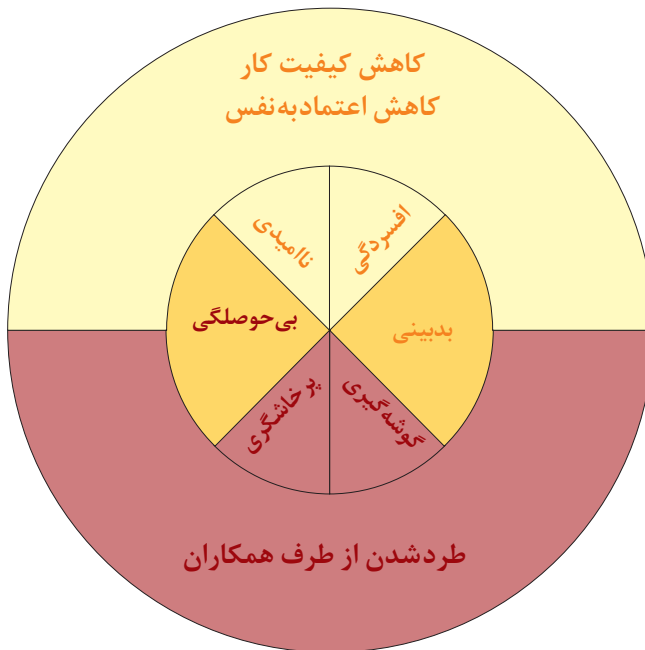 کاهش کیفیت کار
کاهش اعتمادبه‌نفس
افسردگی
ناامیدی
بدبینی
بی‌حوصلگی
گوشه‌گیری
پرخاشگری
طردشدن از طرف همکاران